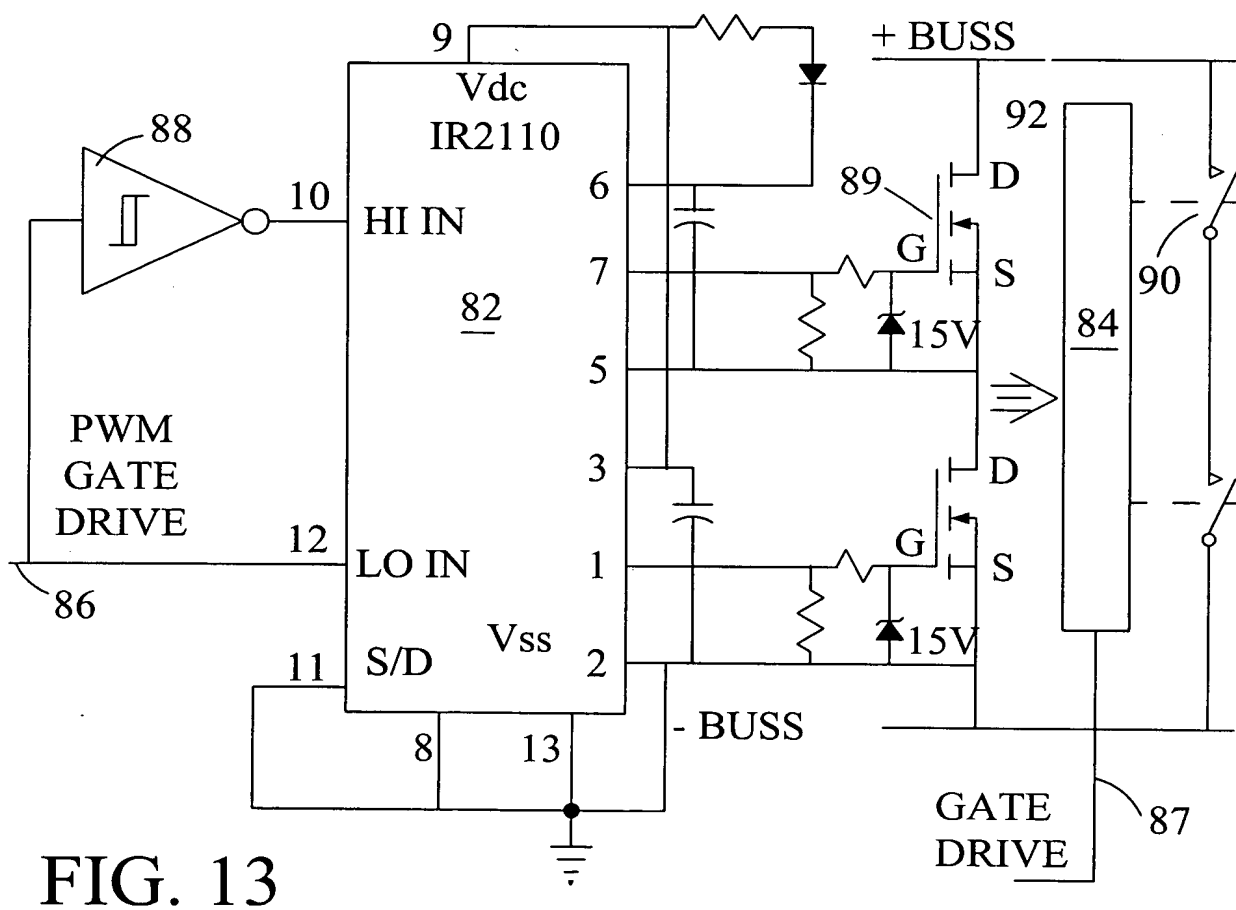 9
+ BUSS
Vdc
IR2110
88
92
10
6
89
D
HI IN
G
90
7
S
82
15V
84
5
PWM
GATE
DRIVE
3
D
12
G
LO IN
1
S
86
Vss
15V
11
S/D
2
8
13
- BUSS
GATE
DRIVE
87
FIG. 13